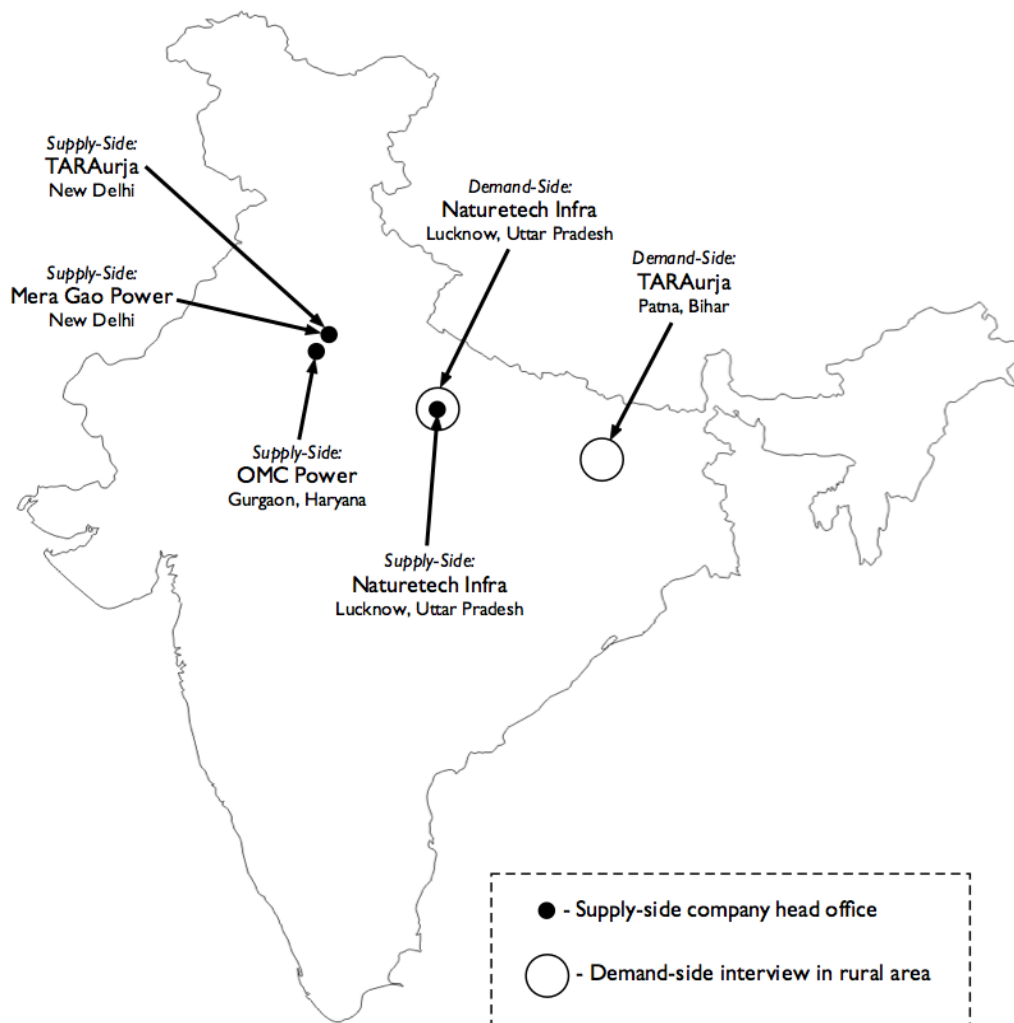 Supply-Side:
TARAurja
New Delhi
Demand-Side:
Naturetech Infra
Lucknow, Uttar Pradesh
Demand-Side:
TARAurja
Patna, Bihar
Supply-Side:
Mera Gao Power
New Delhi
Supply-Side:
OMC Power
Gurgaon, Haryana
Supply-Side:
Naturetech Infra
Lucknow, Uttar Pradesh
- Supply-side company head office
- Demand-side interview in rural area